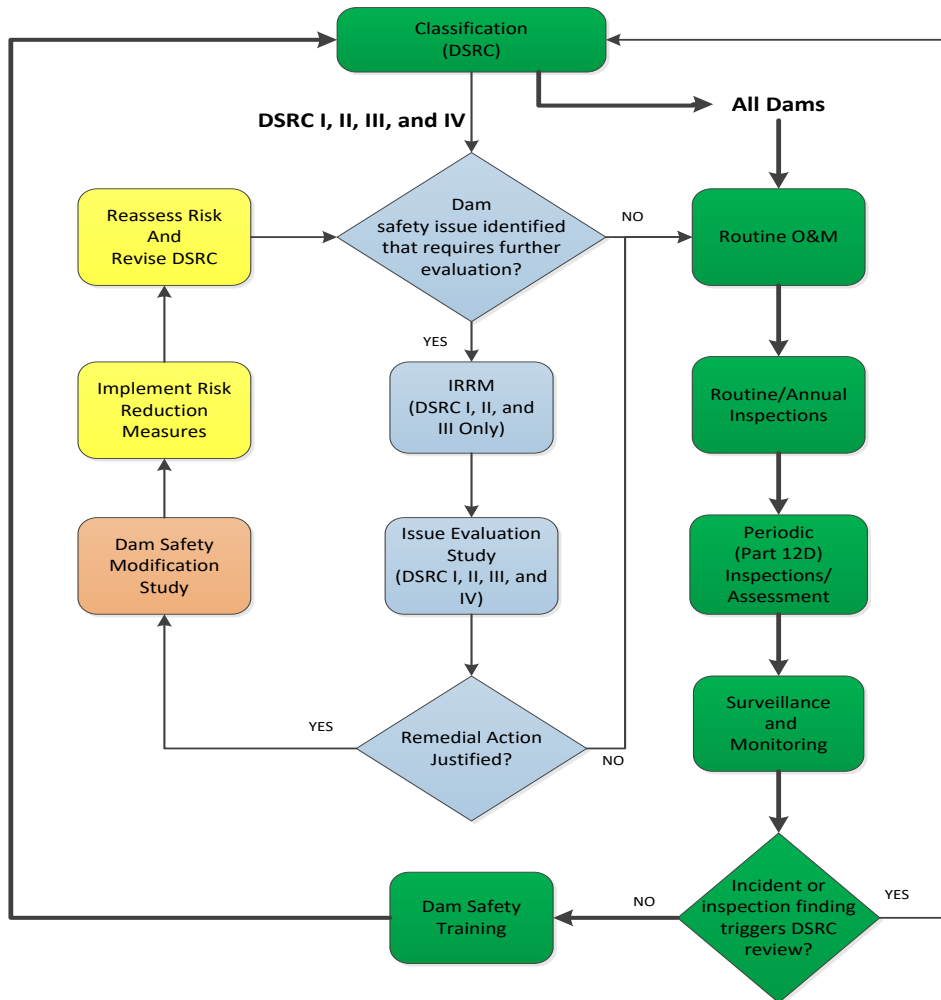 Classification
(DSRC)
All Dams
DSRC I, II, III, and IV
Reassess Risk
And
Revise DSRC
Dam
safety issue identified
that requires further
evaluation?
NO
Routine O&M
YES
Implement Risk
Reduction
Measures
IRRM
(DSRC I, II, and
III Only)
Routine/Annual
Inspections
Dam Safety
Modification
Study
Issue Evaluation
Study
(DSRC I, II, III, and
IV)
Periodic
(Part 12D)
Inspections/
Assessment
YES
Remedial Action
Justified?
NO
Surveillance
and
Monitoring
Dam Safety
Training
NO
Incident or
inspection finding
triggers DSRC
review?
YES